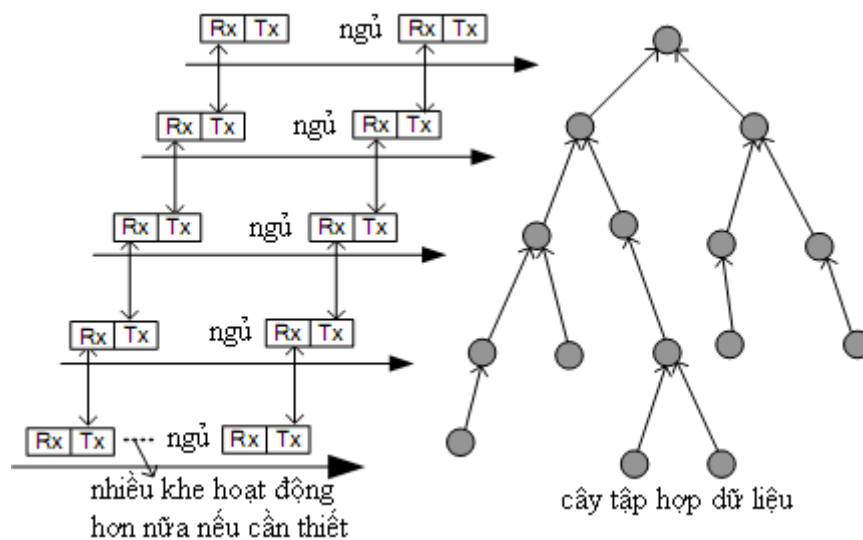 Rx Tx ngủ Rx Tx
Rx Tx ngủ Rx Tx
Rx Tx ngủ Rx Tx
Rx Tx ngủ Rx Tx
Rx Tx ngủ Rx Tx
nhiều khe hoạt động
hơn nữa nếu cần thiết
cây tập hợp dữ liệu